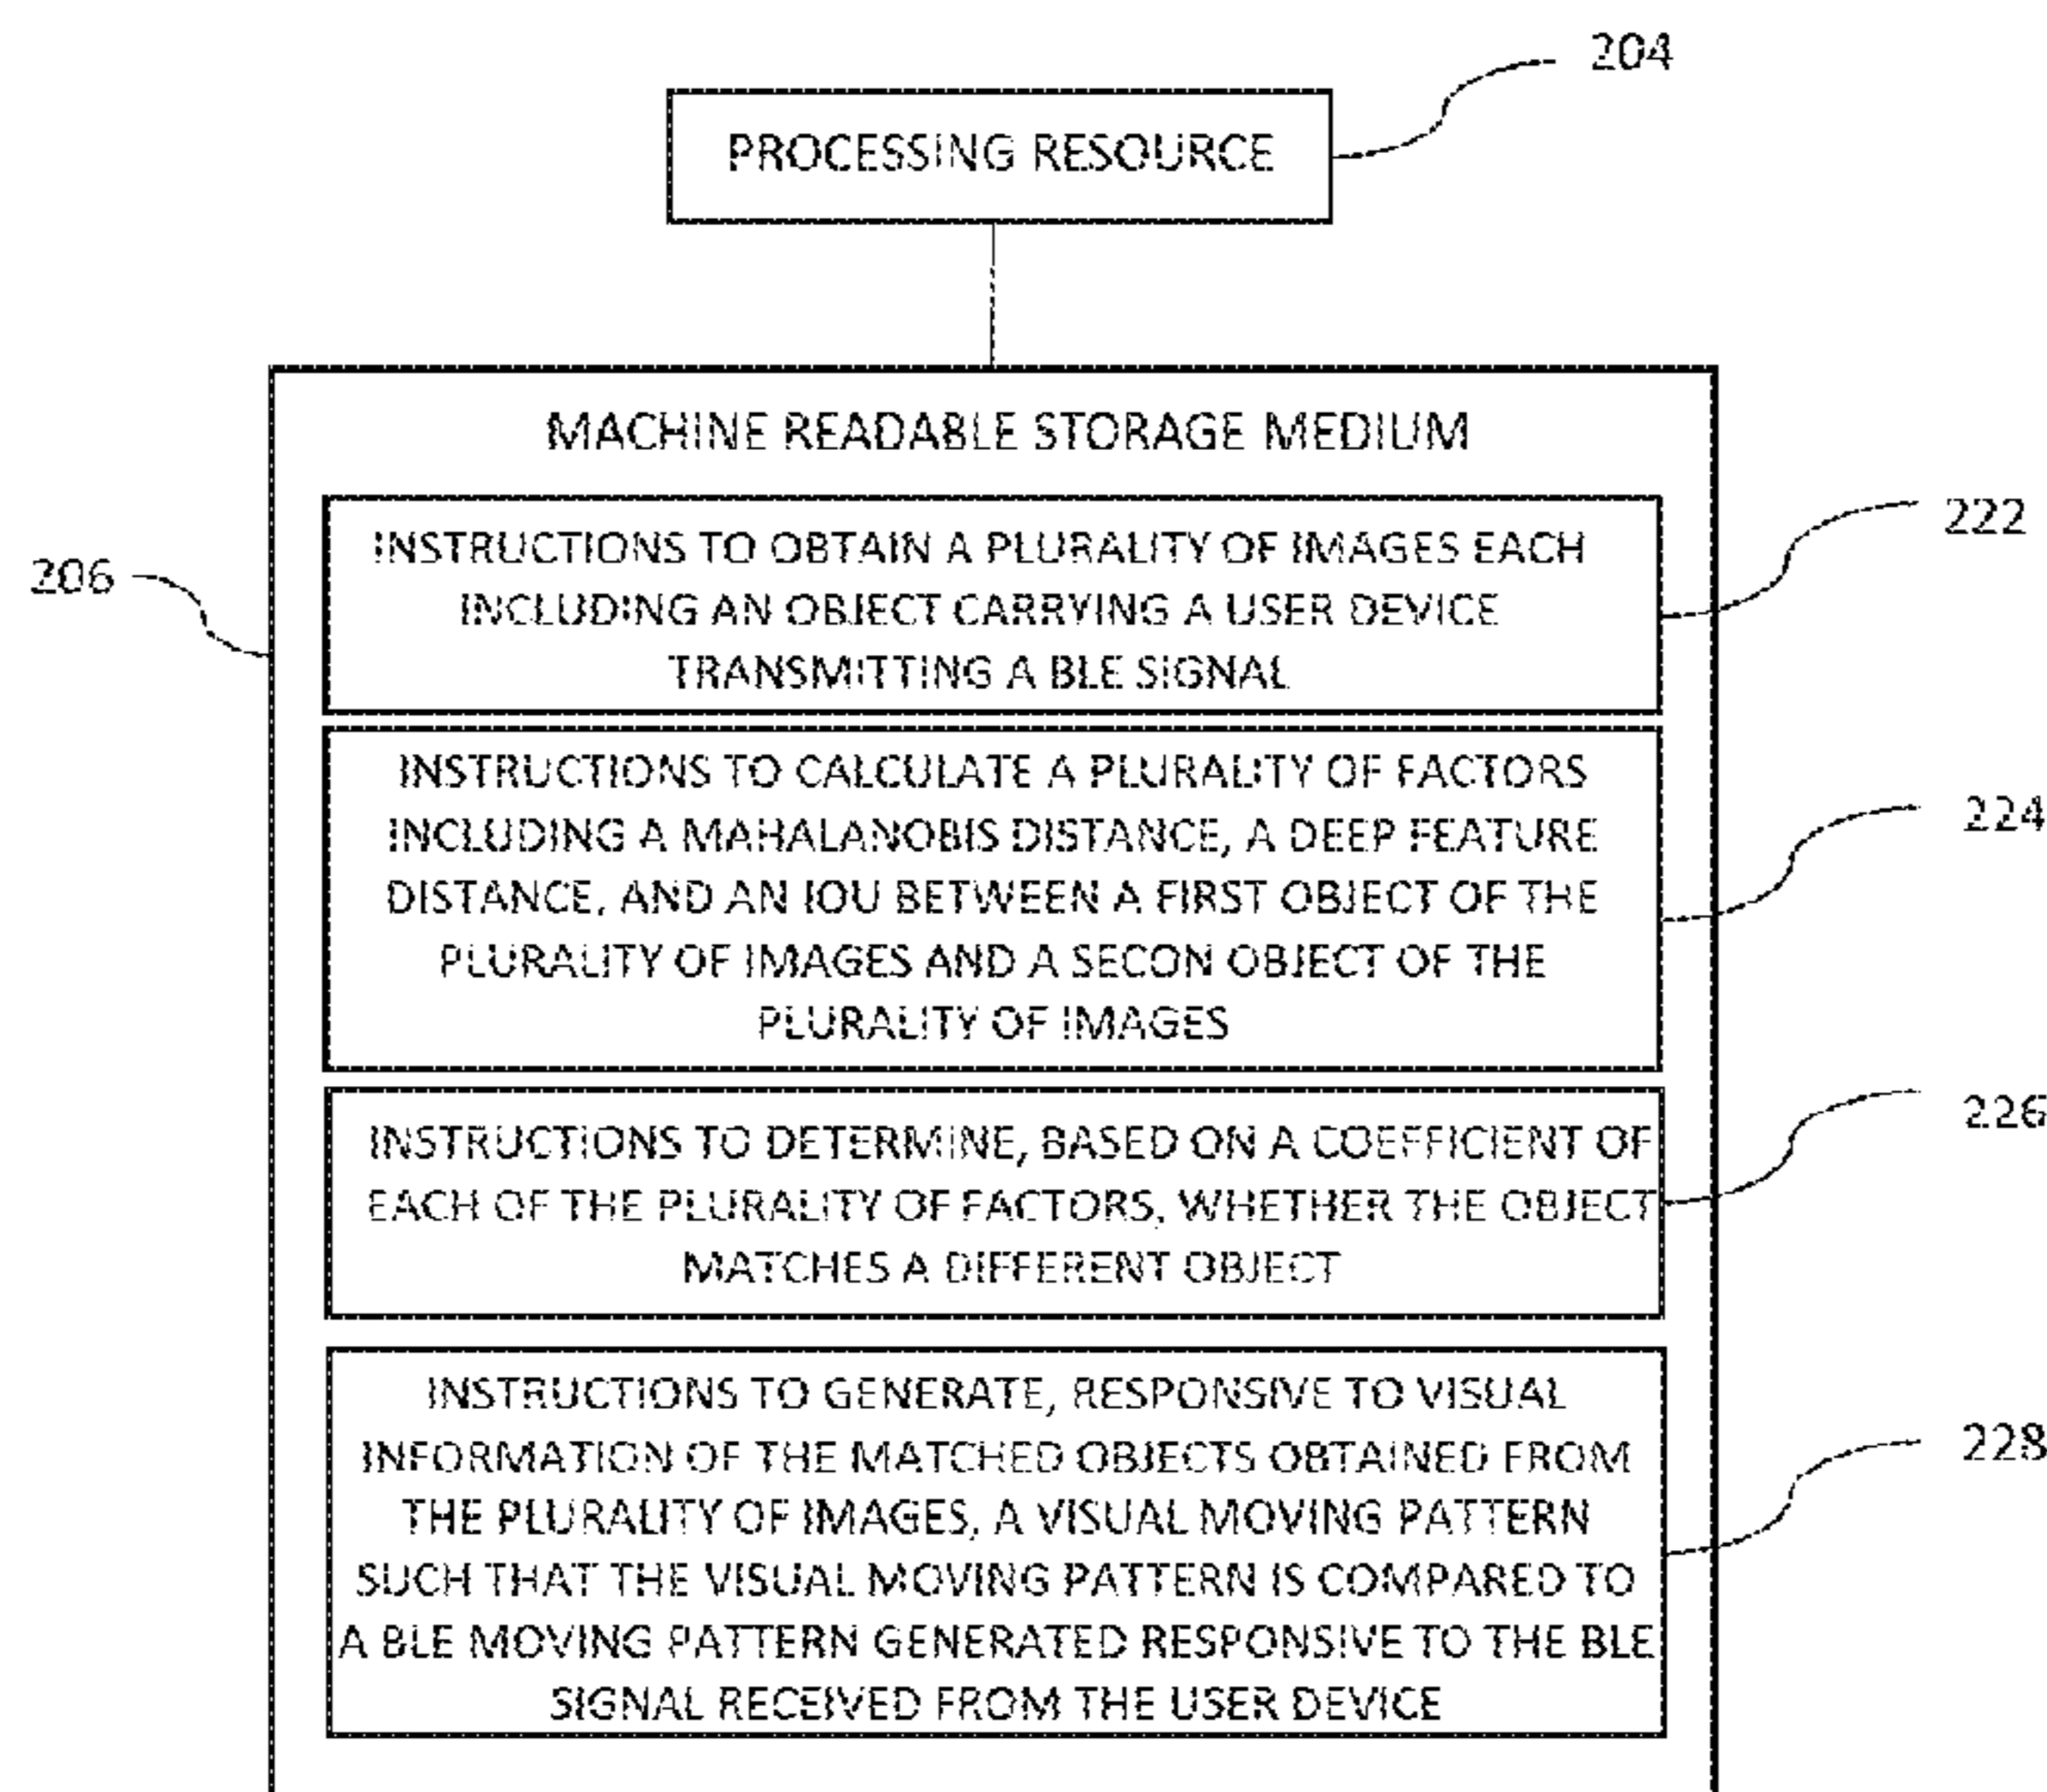 204
PROCESSING RESOURCE
MACHINE READABLE STORAGE MEDIUM
206
222
INSTRUCTIONS TO OBTAIN A PLURALITY OF IMAGES EACH
INCLUDING AN OBJECT CARRYING A USER DEVICE
TRANSMITTING A BLE SIGNAL
224
INSTRUCTIONS TO CALCULATE A PLURALITY OF FACTORS
INCLUDING A MAHALANOBIS DISTANCE, A DEEP FEATURE
DISTANCE, AND AN IOU BETWEEN A FIRST OBJECT OF THE
PLURALITY OF IMAGES AND A SECON OBJECT OF THE
PLURALITY OF IMAGES
226
INSTRUCTIONS TO DETERMINE, BASED ON A COEFFICIENT OF
EACH OF THE PLURALITY OF FACTORS, WHETHER THE OBJECT
MATCHES A DIFFERENT OBJECT
228
INSTRUCTIONS TO GENERATE, RESPONSIVE TO VISUAL
INFORMATION OF THE MATCHED OBJECTS OBTAINED FROM
THE PLURALITY OF IMAGES, A VISUAL MOVING PATTERN
SUCH THAT THE VISUAL MOVING PATTERN IS COMPARED TO
A BLE MOVING PATTERN GENERATED RESPONSIVE TO THE BLE
SIGNAL RECEIVED FROM THE USER DEVICE